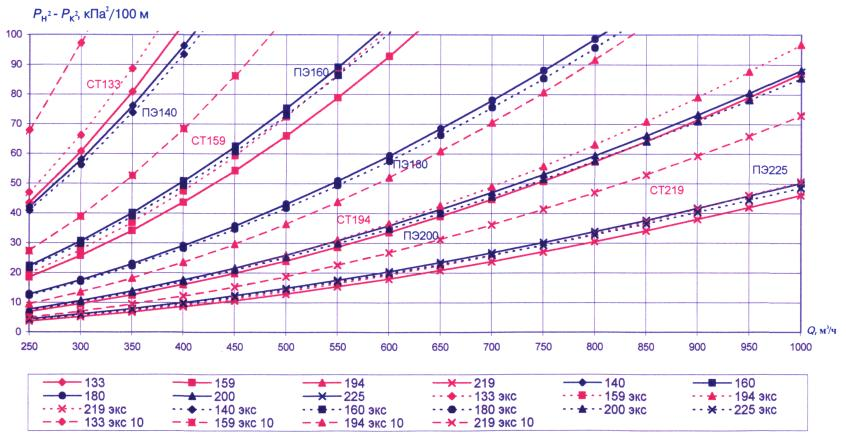 Pн² - Pк², кПа²/100 м
100
90
80
70
60
50
40
30
20
10
0
СТ133
ПЭ140
СТ159
ПЭ160
ПЭ180
СТ194
ПЭ200
СТ219
ПЭ225
Q, м³/ч
250 300 350 400 450 500 550 600 650 700 750 800 850 900 950 1000
133 159 194 219 140 160
180 200 225 133 экс 159 экс 194 экс
219 экс 140 экс 160 экс 180 экс 200 экс 225 экс
133 экс 10 159 экс 10 194 экс 10 219 экс 10